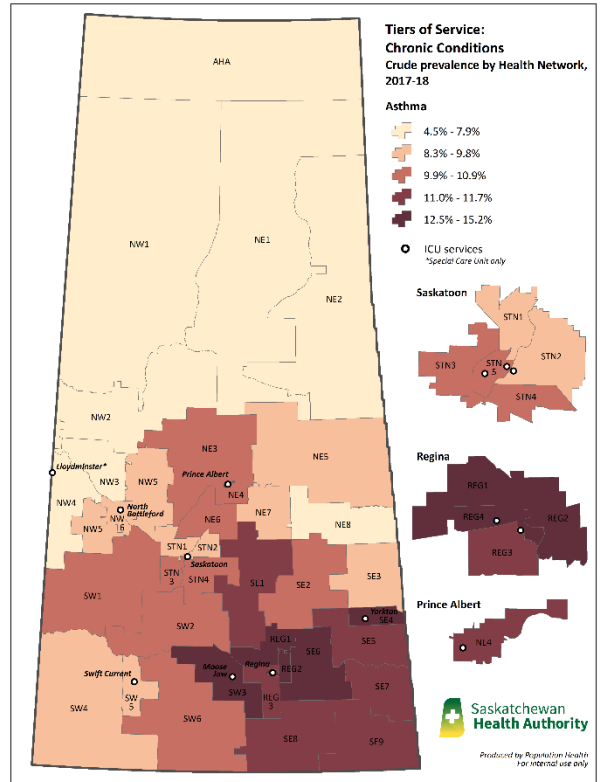 Tiers of Service:
Chronic Conditions
Crude prevalence by Health Network,
2017-18
Asthma
4.5% - 7.9%
8.3% - 9.8%
9.9% - 10.9%
11.0% - 11.7%
12.5% - 15.2%
ICU services
*Special Care Unit only
AHA
NW1
NE1
NE2
NW2
NE3
NE5
Lloydminster*
Prince Albert
NW3
NW5
NE4
NW4
North
Battleford
NW5
NW
6
NE6
NE7
NE8
STN1
STN2
Saskatoon
STN
3
STN4
SL1
SE2
SE3
SW1
SW2
Yorkton
SE4
RLG1
SE6
SE5
Moose
Jaw
Regina
REG2
Swift Current
SW3
SW
5
SW4
RLG
3
SE7
SW6
SE8
SF9
Saskatoon
STN1
STN2
STN3
STN
5
STN4
Regina
REG1
REG4
REG2
REG3
Prince Albert
NL4
Saskatchewan
Health Authority
Produced by Population Health
For internal use only